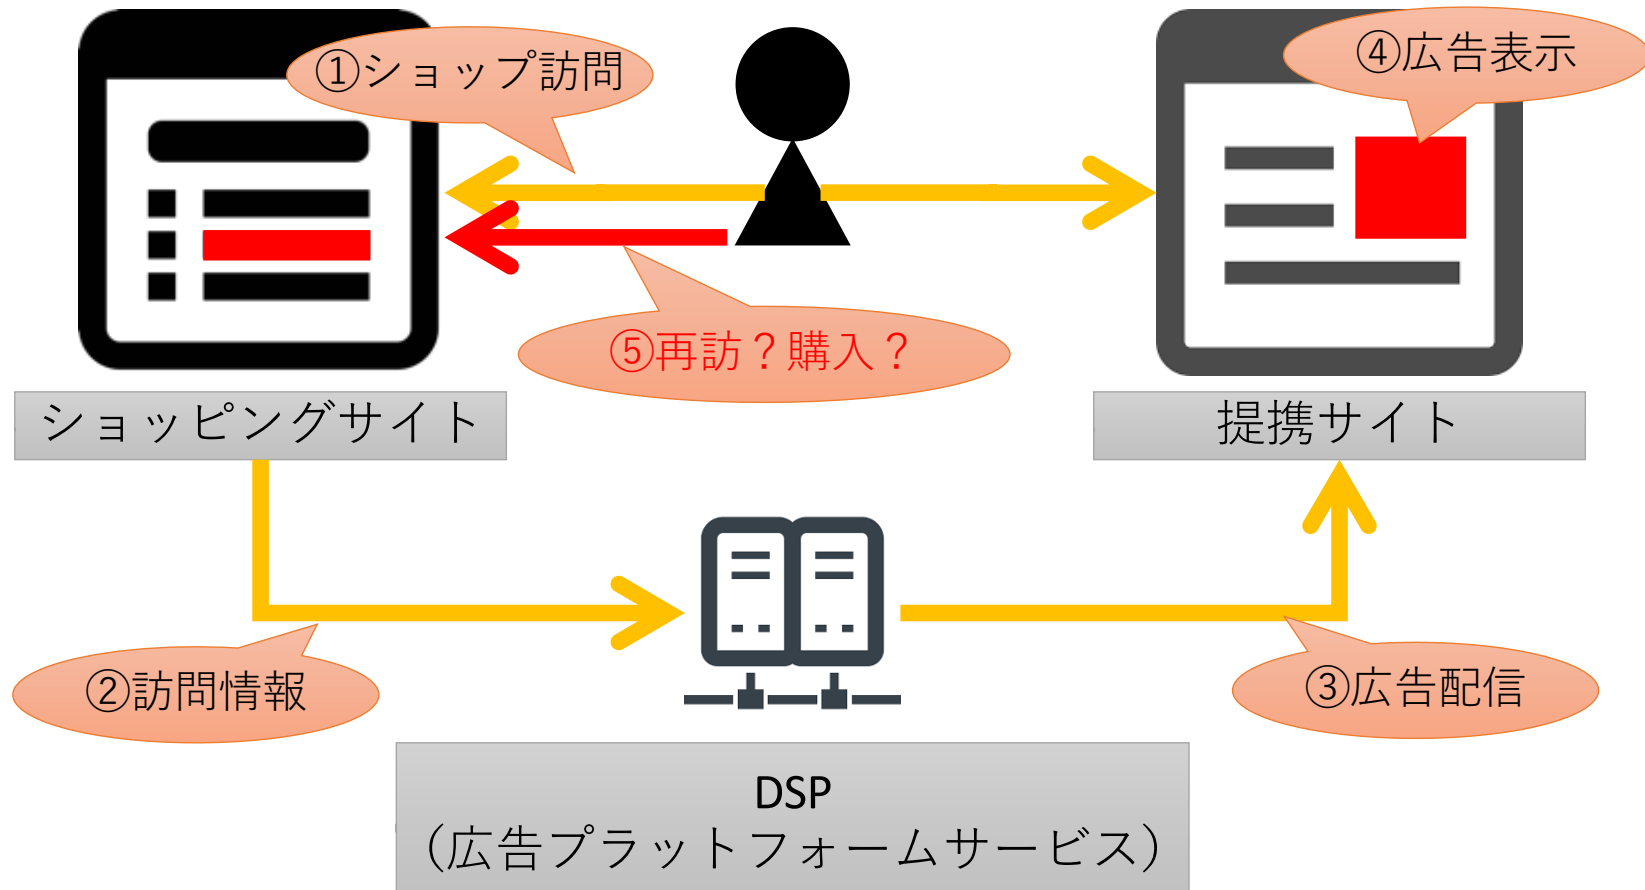 ①ショップ訪問
④広告表示
⑤再訪？購入？
ショッピングサイト
提携サイト
②訪問情報
③広告配信
DSP
（広告プラットフォームサービス）